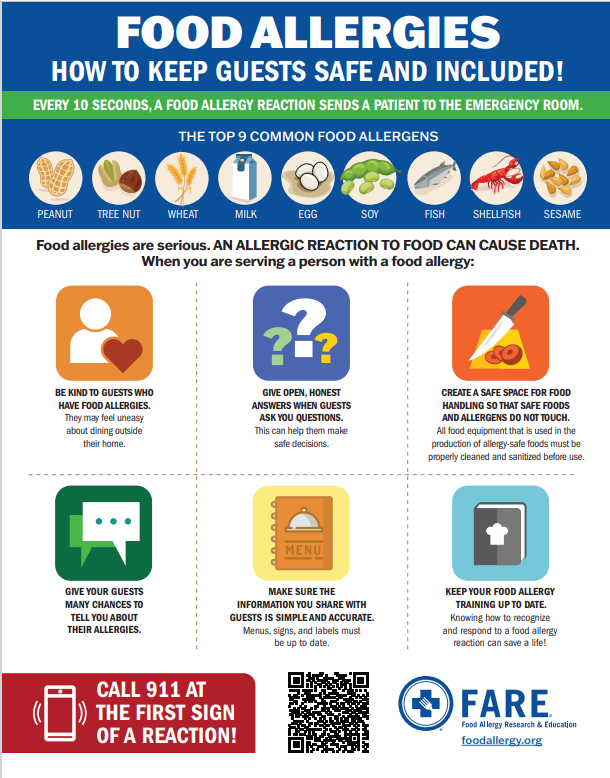 FOOD ALLERGIES
HOW TO KEEP GUESTS SAFE AND INCLUDED!
EVERY 10 SECONDS, A FOOD ALLERGY REACTION SENDS A PATIENT TO THE EMERGENCY ROOM.
THE TOP 9 COMMON FOOD ALLERGENS
PEANUT
TREE NUT
WHEAT
MILK
EGG
SOY
FISH
SHELLFISH
SESAME
Food allergies are serious. AN ALLERGIC REACTION TO FOOD CAN CAUSE DEATH.
When you are serving a person with a food allergy:
BE KIND TO GUESTS WHO
HAVE FOOD ALLERGIES.
They may feel uneasy
about dining outside
their home.
GIVE OPEN, HONEST
ANSWERS WHEN GUESTS
ASK YOU QUESTIONS.
This can help them make
safe decisions.
CREATE A SAFE SPACE FOR FOOD
HANDLING SO THAT SAFE FOODS
AND ALLERGENS DO NOT TOUCH.
All food equipment that is used in the
production of allergy-safe foods must be
properly cleaned and sanitized before use.
GIVE YOUR GUESTS
MANY CHANCES TO
TELL YOU ABOUT
THEIR ALLERGIES.
MENU
MAKE SURE THE
INFORMATION YOU SHARE WITH
GUESTS IS SIMPLE AND ACCURATE.
Menus, signs, and labels must
be up to date.
KEEP YOUR FOOD ALLERGY
TRAINING UP TO DATE.
Knowing how to recognize
and respond to a food allergy
reaction can save a life!
CALL 911 AT
THE FIRST SIGN
OF A REACTION!
FARE
Food Allergy Research & Education
foodallergy.org